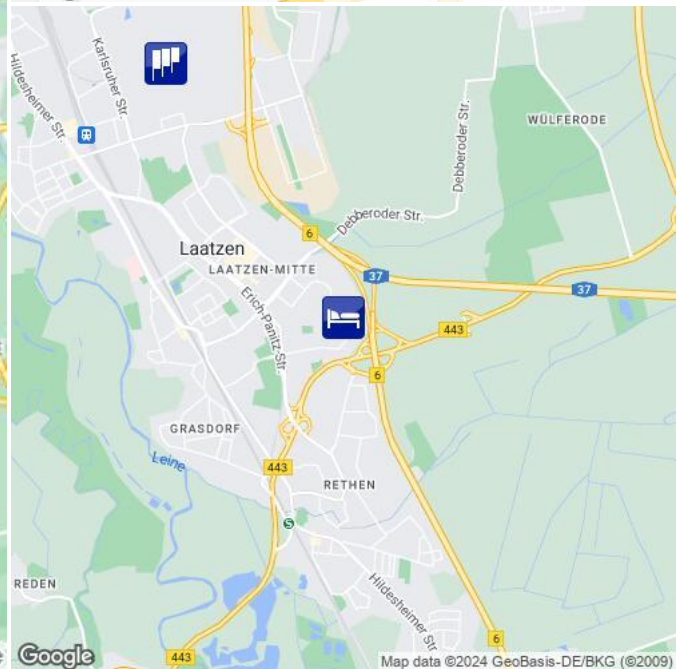 Karlsruher Str.
Hildesheimer Str.
WÜLFERODE
Debberoder Str.
Debberoder Str.
6
Laatzen
LAATZEN-MITTE
37
37
Erich-Panitz-Str.
443
6
GRASDORF
Leine
443
RETHEN
S
REDEN
Hildesheimer Str.
6
443
Google
Map data ©2024 GeoBasis-DE/BKG (©2009)